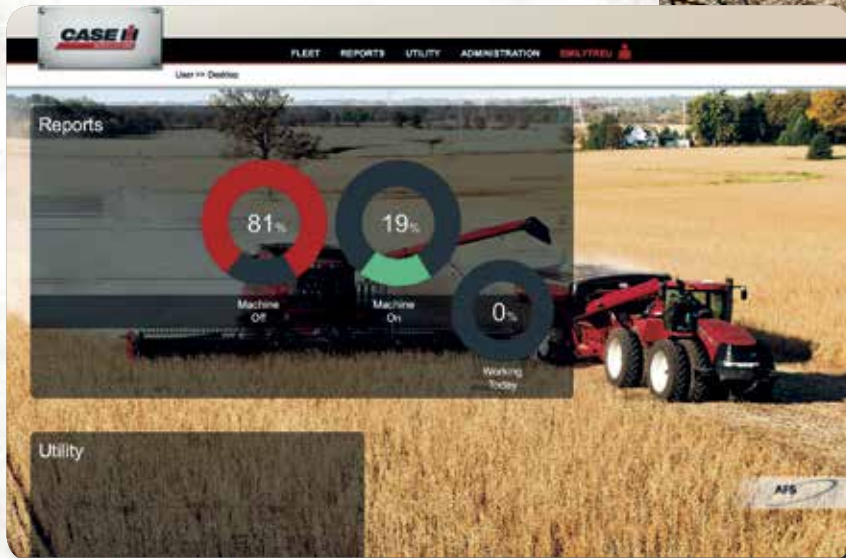 CASE IH
FLEET REPORTS UTILITY ADMINISTRATION EMILYTREU
User >> Desktop
Reports
81%
19%
Machine
Off
Machine
On
0%
Working
Today
Utility
AFS